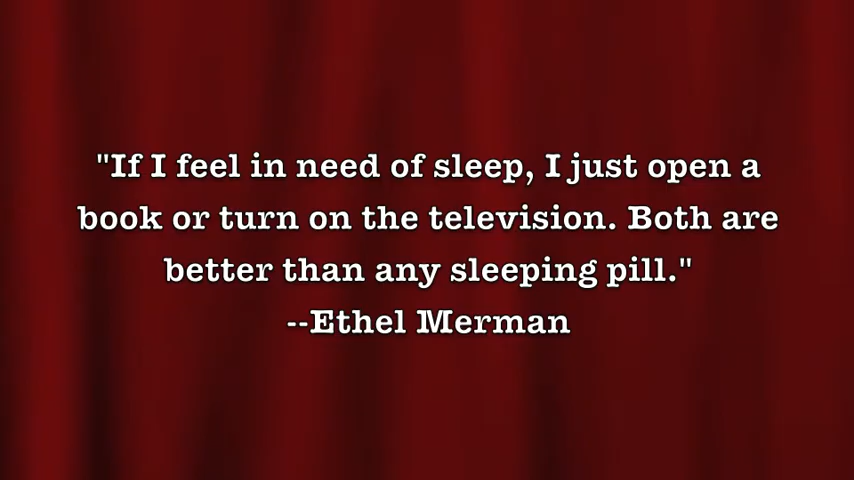 "If I feel in need of sleep, I just open a
book or turn on the television. Both are
better than any sleeping pill."
--Ethel Merman